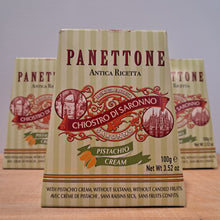 PANETTONE
ANTICA RICETTA
CHIOSTRO DI SARONNO
PISTACHIO
CREAM
100g e
Net Wt 3.52 oz
WITH PISTACHIO CREAM, WITHOUT SULTANAS, WITHOUT CANDIED FRUITS.
AVEC CRÈME DE PISTACHE, SANS RAISINS SECS, SANS FRUITS CONFITS.